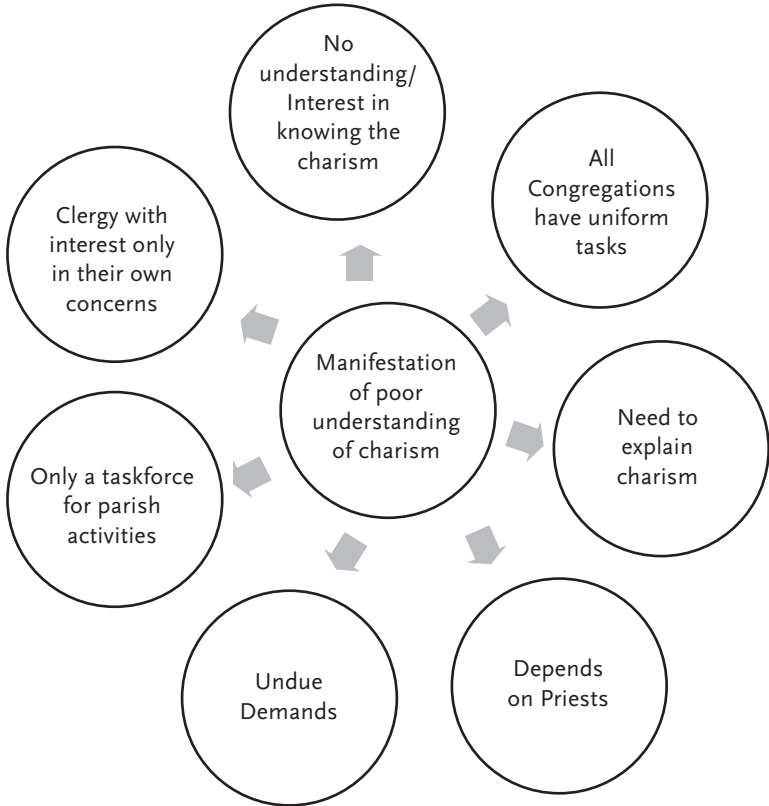 No
understanding/
Interest in
knowing the
charism
All
Congregations
have uniform
tasks
Clergy with
interest only
in their own
concerns
Manifestation
of poor
understanding
of charism
Need to
explain
charism
Only a taskforce
for parish
activities
Undue
Demands
Depends
on Priests